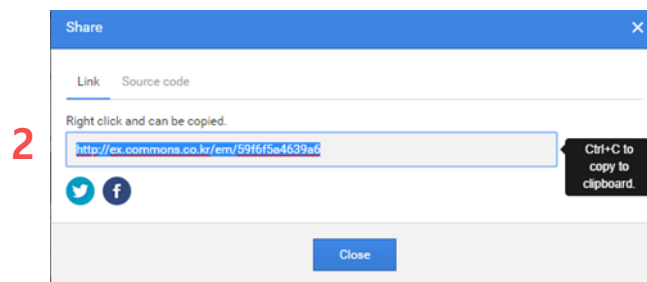 Share
Link Source code
Right click and can be copied.
2
http://ex.commons.co.kr/em/59f6f5a4639a6
Ctrl+C to
copy to
clipboard.
Close